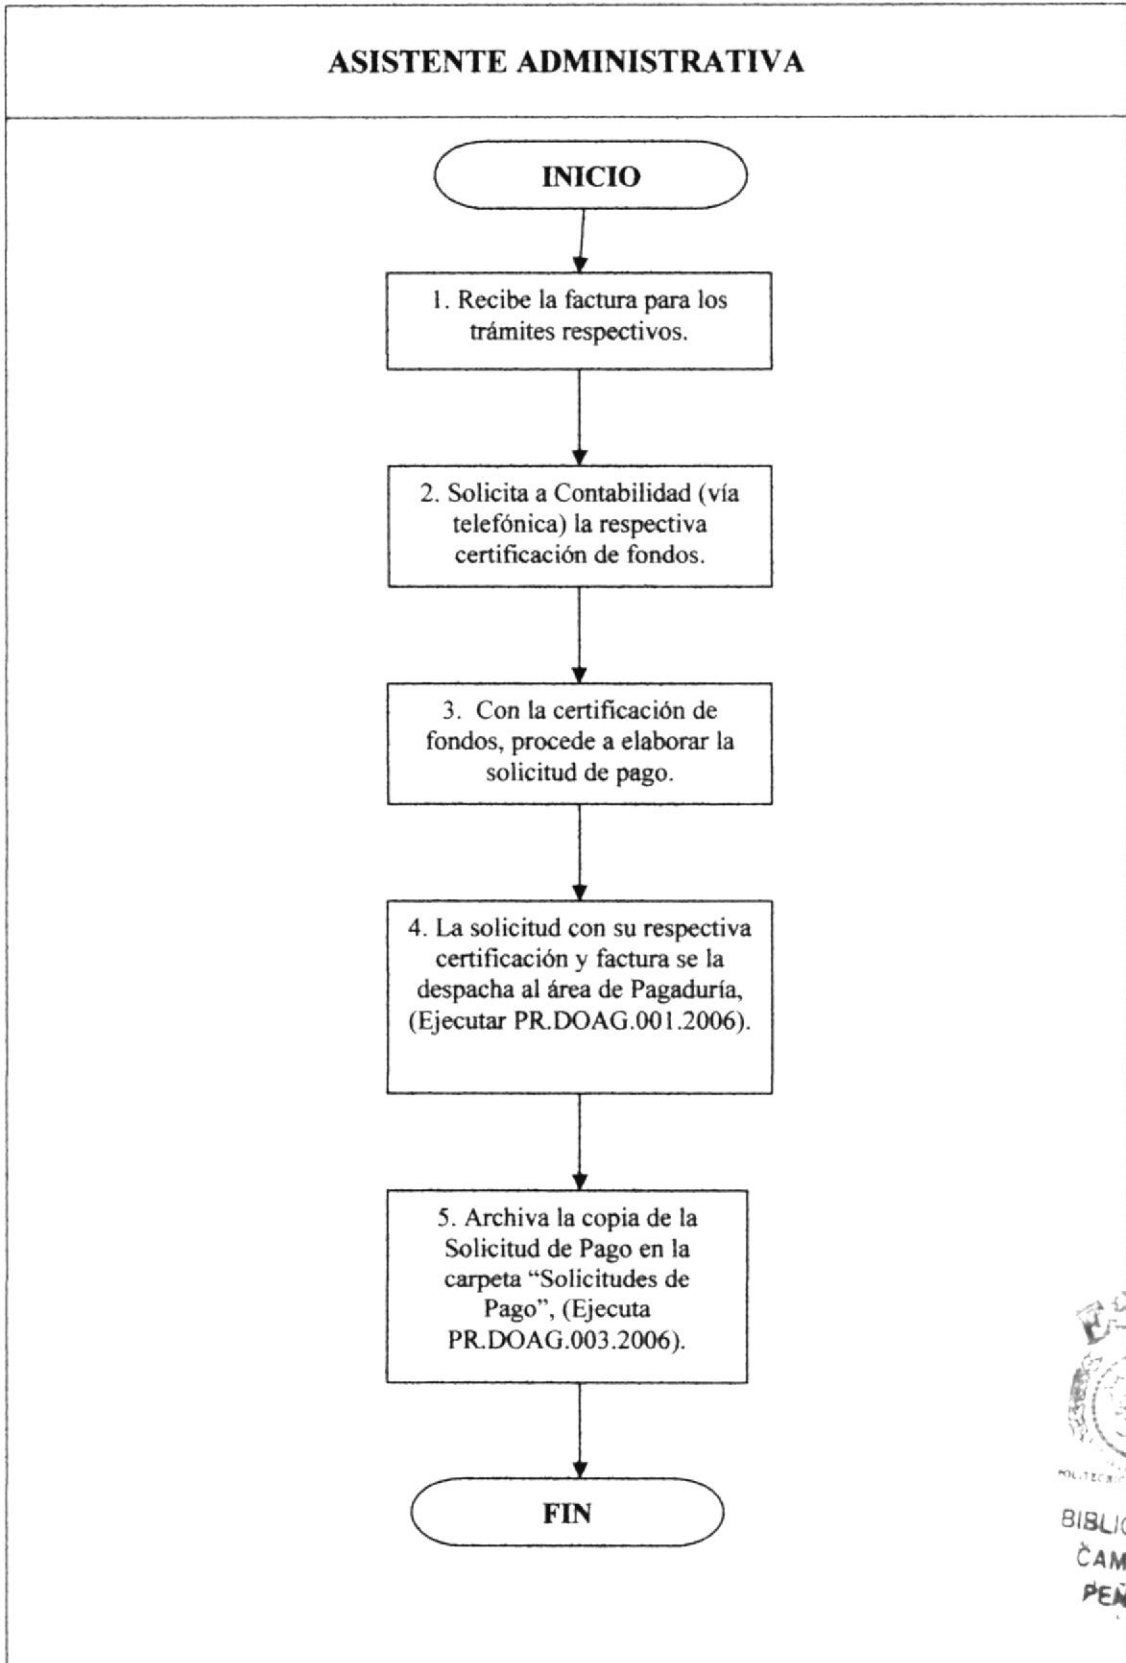 ASISTENTE ADMINISTRATIVA
INICIO
1. Recibe la factura para los
trámites respectivos.
2. Solicita a Contabilidad (vía
telefónica) la respectiva
certificación de fondos.
3. Con la certificación de
fondos, procede a elaborar la
solicitud de pago.
4. La solicitud con su respectiva
certificación y factura se la
despacha al área de Pagaduría,
(Ejecutar PR.DOAG.001.2006).
5. Archiva la copia de la
Solicitud de Pago en la
carpeta “Solicitudes de
Pago”, (Ejecuta
PR.DOAG.003.2006).
FIN